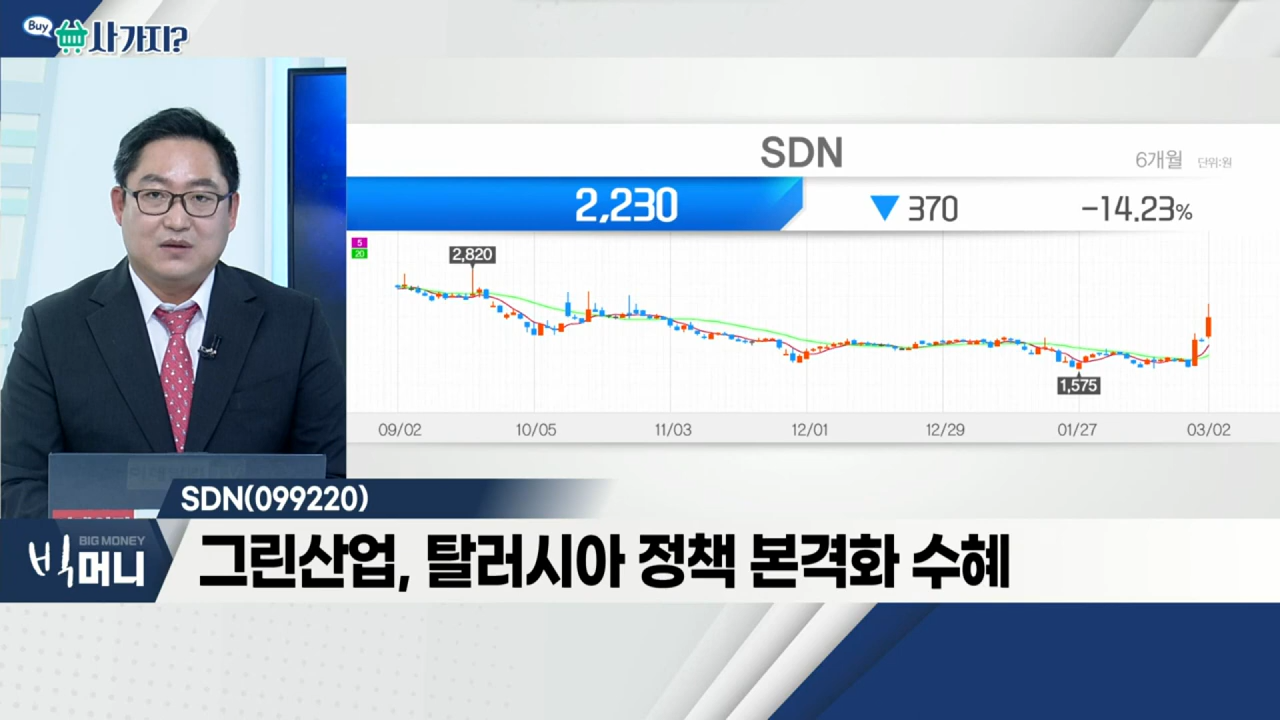 Buy 사가지?
SDN
6개월 단위:원
2,230 ▼ 370 -14.23%
5
20
2,820
1,575
09/02 10/05 11/03 12/01 12/29 01/27 03/02
SDN(099220)
BIG MONEY
빅머니
그린산업, 탈러시아 정책 본격화 수혜